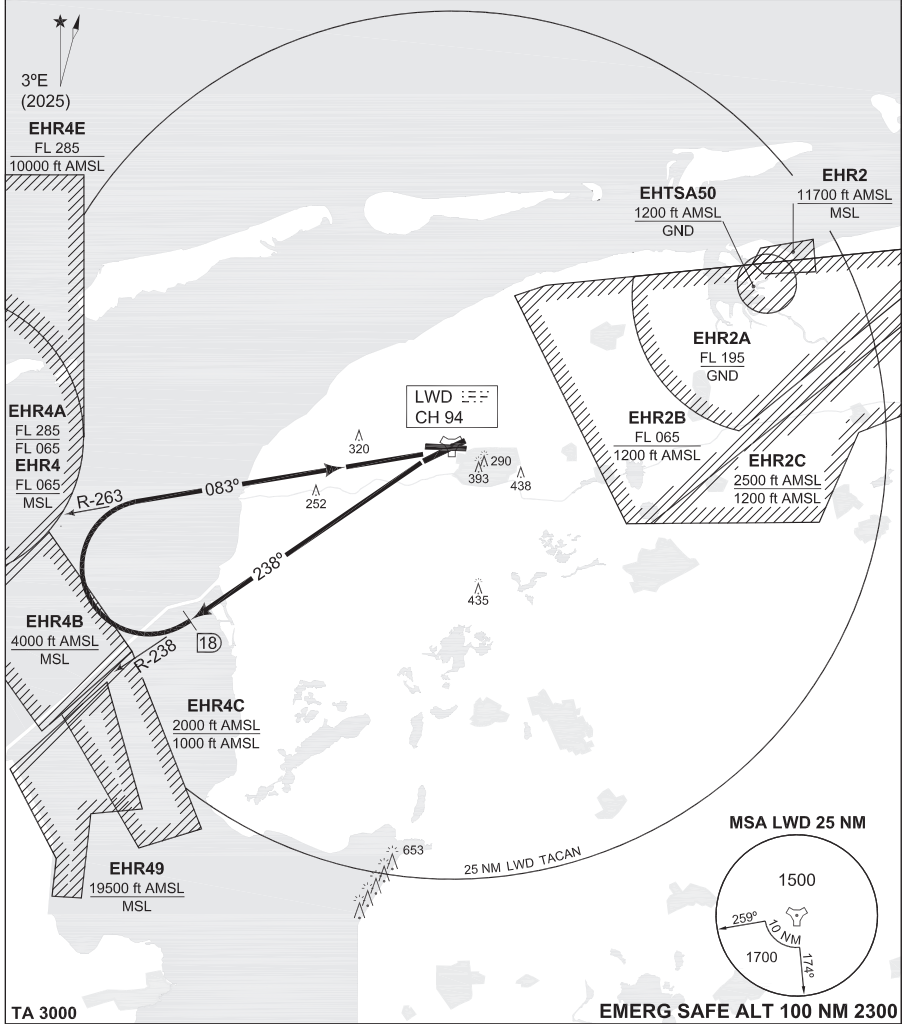 3ºE
(2025)
EHR4E
FL 285
10000 ft AMSL
EHR2
11700 ft AMSL
MSL
EHTSA50
1200 ft AMSL
GND
EHR2A
FL 195
GND
LWD
CH 94
EHR4A
FL 285
FL 065
EHR4
FL 065
MSL
EHR2B
FL 065
1200 ft AMSL
EHR2C
2500 ft AMSL
1200 ft AMSL
320
290
393
438
252
R-263
083º
238º
435
18
R-238
EHR4B
4000 ft AMSL
MSL
EHR4C
2000 ft AMSL
1000 ft AMSL
653
25 NM LWD TACAN
EHR49
19500 ft AMSL
MSL
MSA LWD 25 NM
1500
259º
10 NM
1700
174º
TA 3000
EMERG SAFE ALT 100 NM 2300